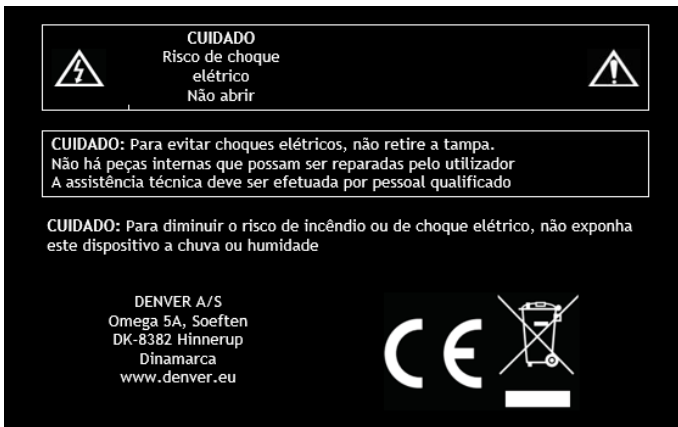 CUIDADO
Risco de choque
elétrico
Não abrir
CUIDADO: Para evitar choques elétricos, não retire a tampa.
Não há peças internas que possam ser reparadas pelo utilizador
A assistência técnica deve ser efetuada por pessoal qualificado
CUIDADO: Para diminuir o risco de incêndio ou de choque elétrico, não exponha
este dispositivo a chuva ou humidade
DENVER A/S
Omega 5A, Soeften
DK-8382 Hinnerup
Dinamarca
www.denver.eu
CE